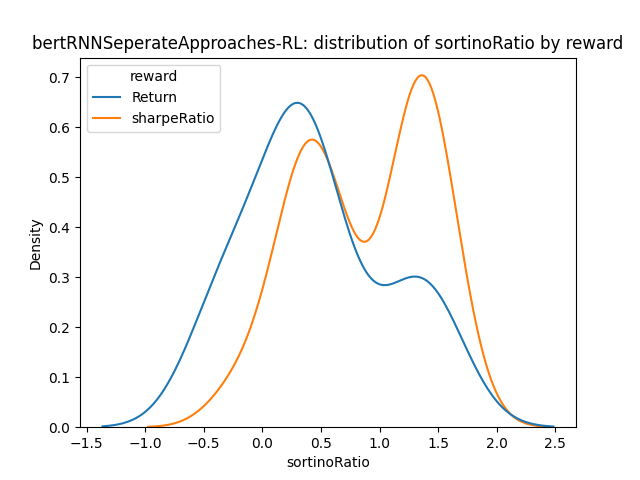 bertRNNSeperateApproaches-RL: distribution of sortinoRatio by reward
reward
Return
sharpeRatio
Density
0.7
0.6
0.5
0.4
0.3
0.2
0.1
0.0
-1.5 -1.0 -0.5 0.0 0.5 1.0 1.5 2.0 2.5
sortinoRatio